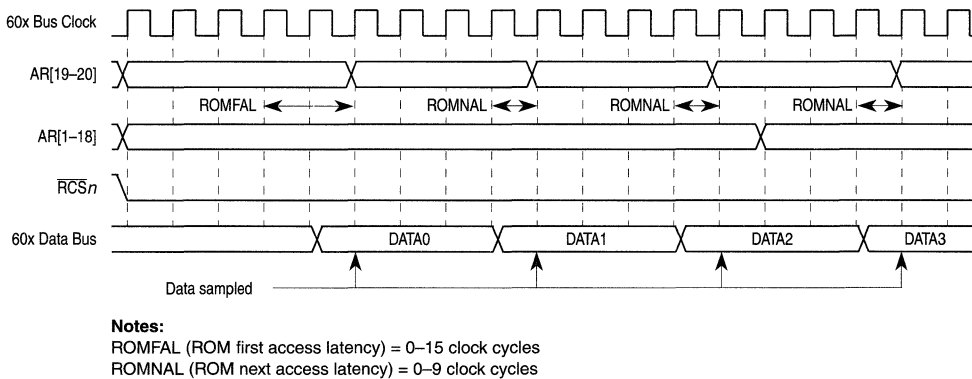 60x Bus Clock
AR[19–20]
ROMFAL ROMNAL ROMNAL ROMNAL
AR[1–18]
RCSn
60x Data Bus DATA0 DATA1 DATA2 DATA3
Data sampled
Notes:
ROMFAL (ROM first access latency) = 0–15 clock cycles
ROMNAL (ROM next access latency) = 0–9 clock cycles